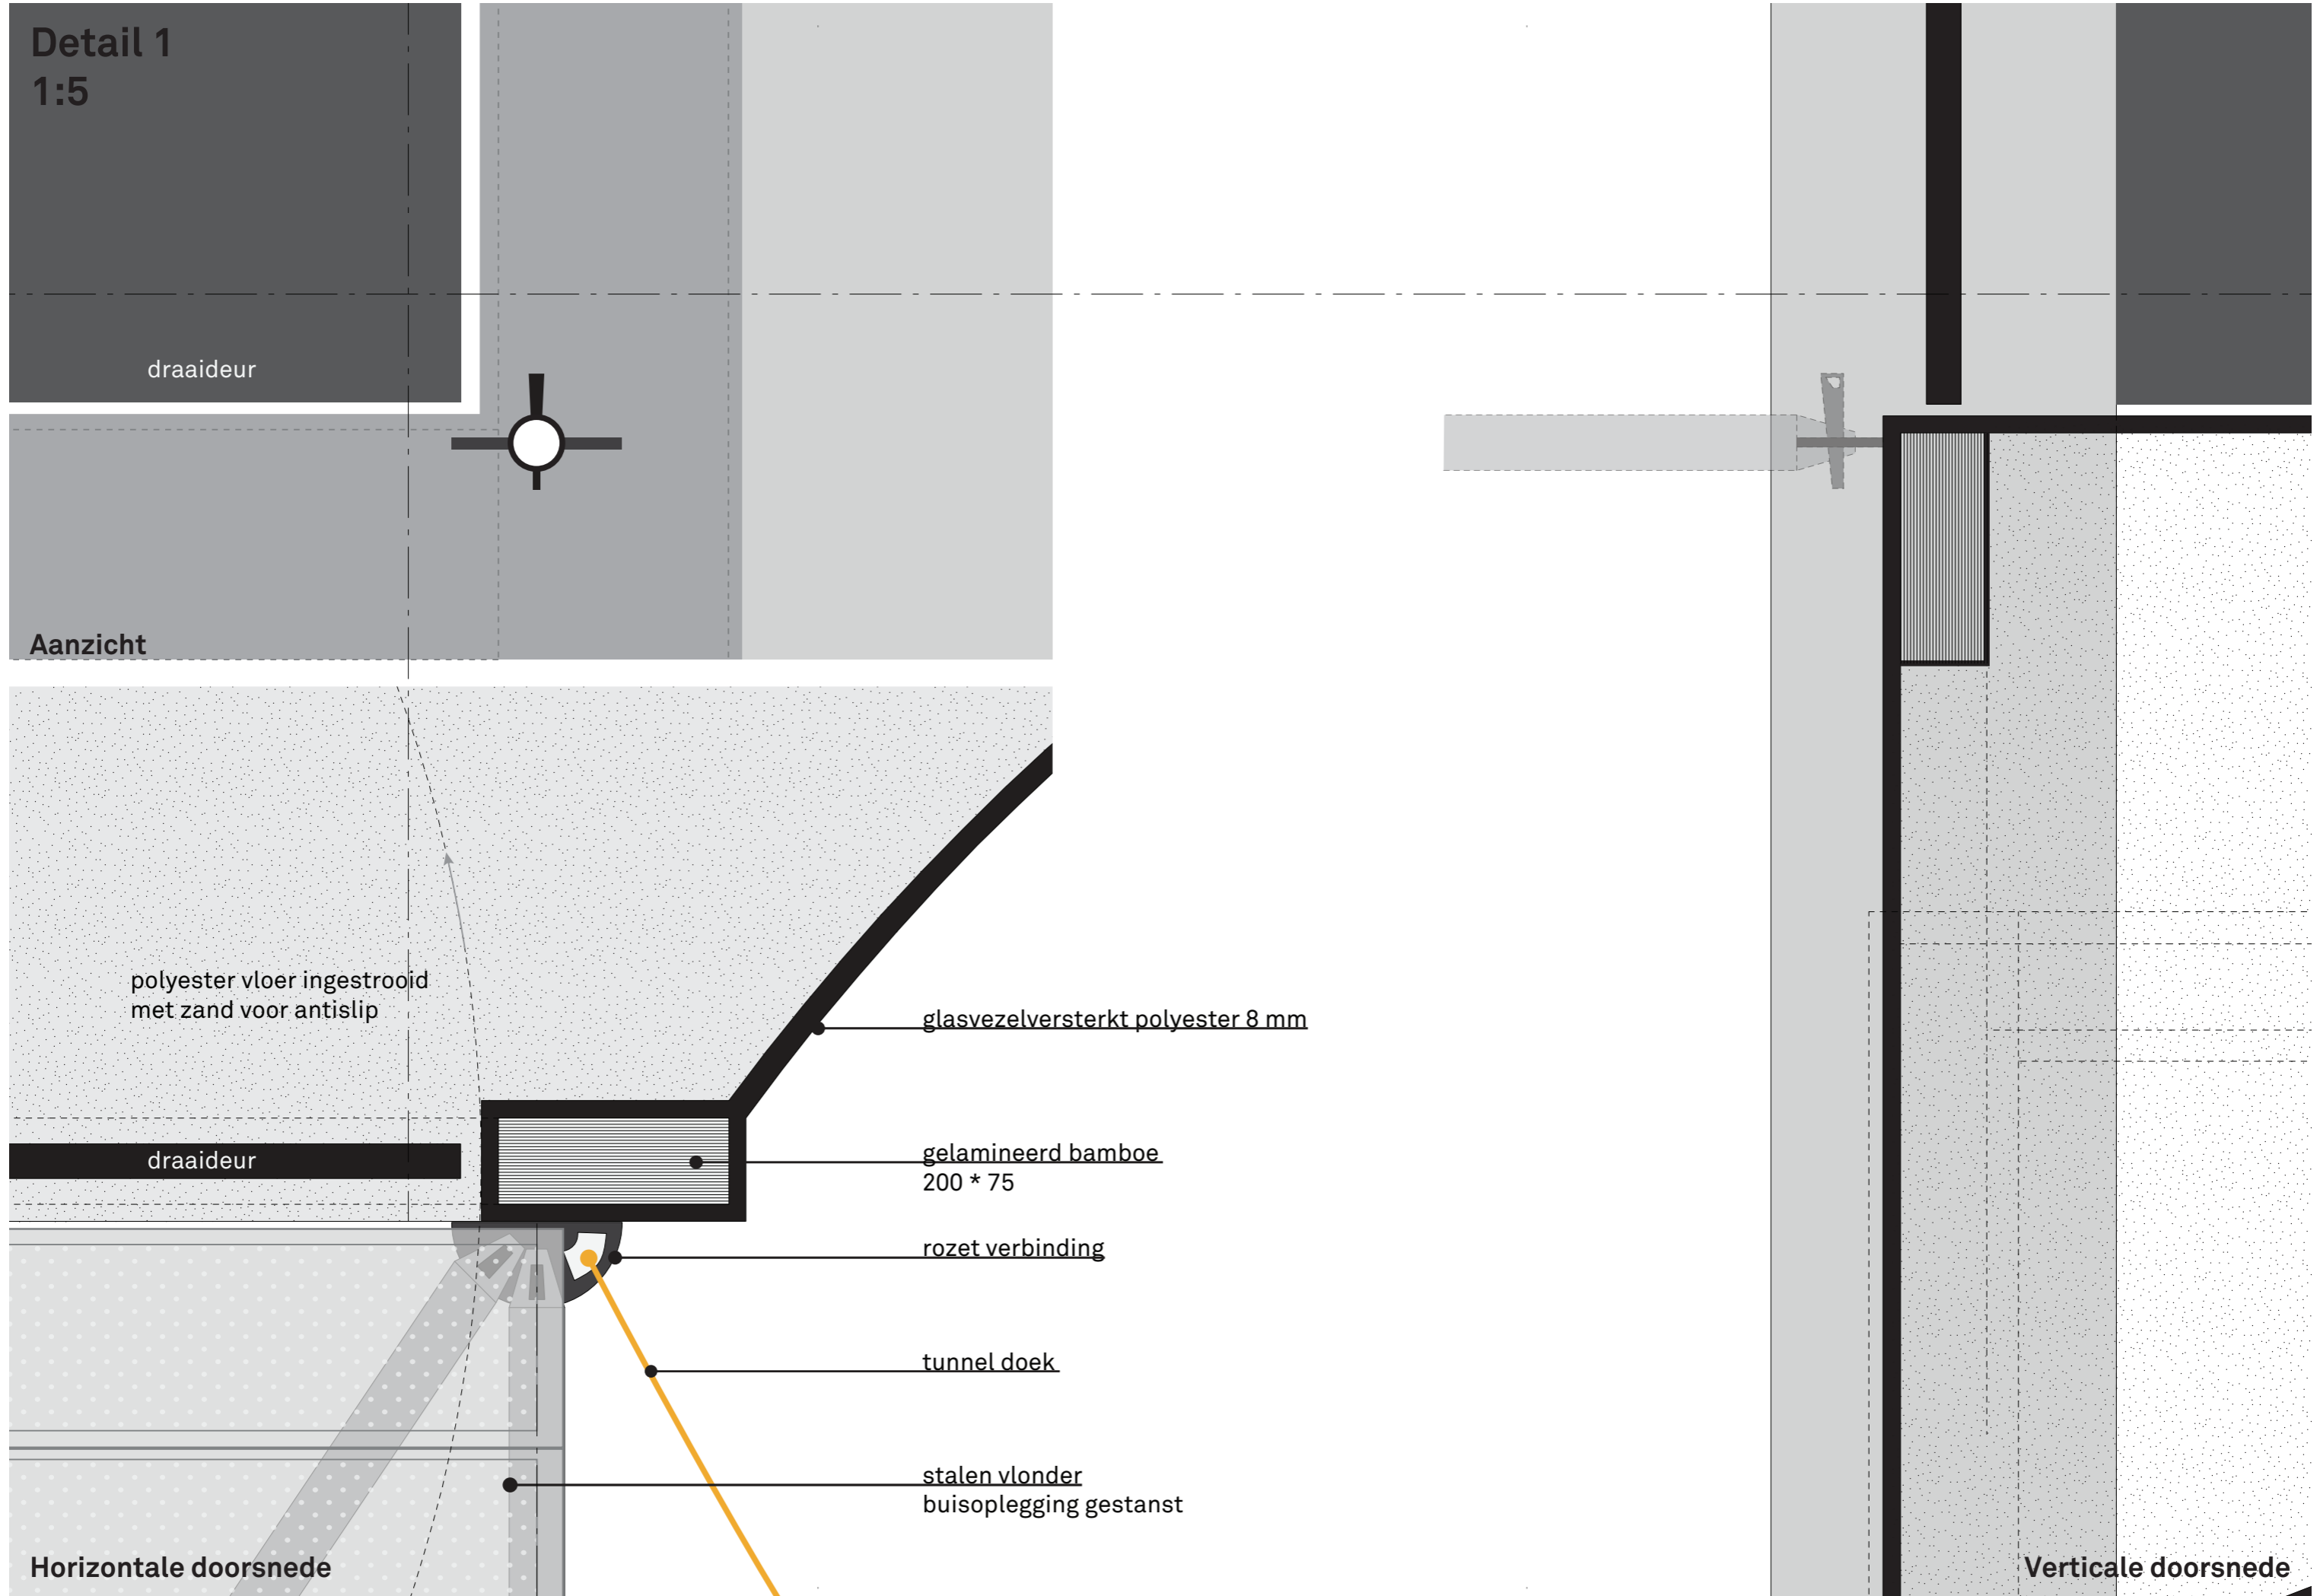 Detail 1
1:5
draaideur
Aanzicht
polyester vloer ingestrooid
met zand voor antislip
glasvezelversterkt polyester 8 mm
gelamineerd bamboe
200 * 75
draaideur
rozet verbinding
tunnel doek
stalen vlonder
buisoplegging gestanst
Horizontale doorsnede
Verticale doorsnede